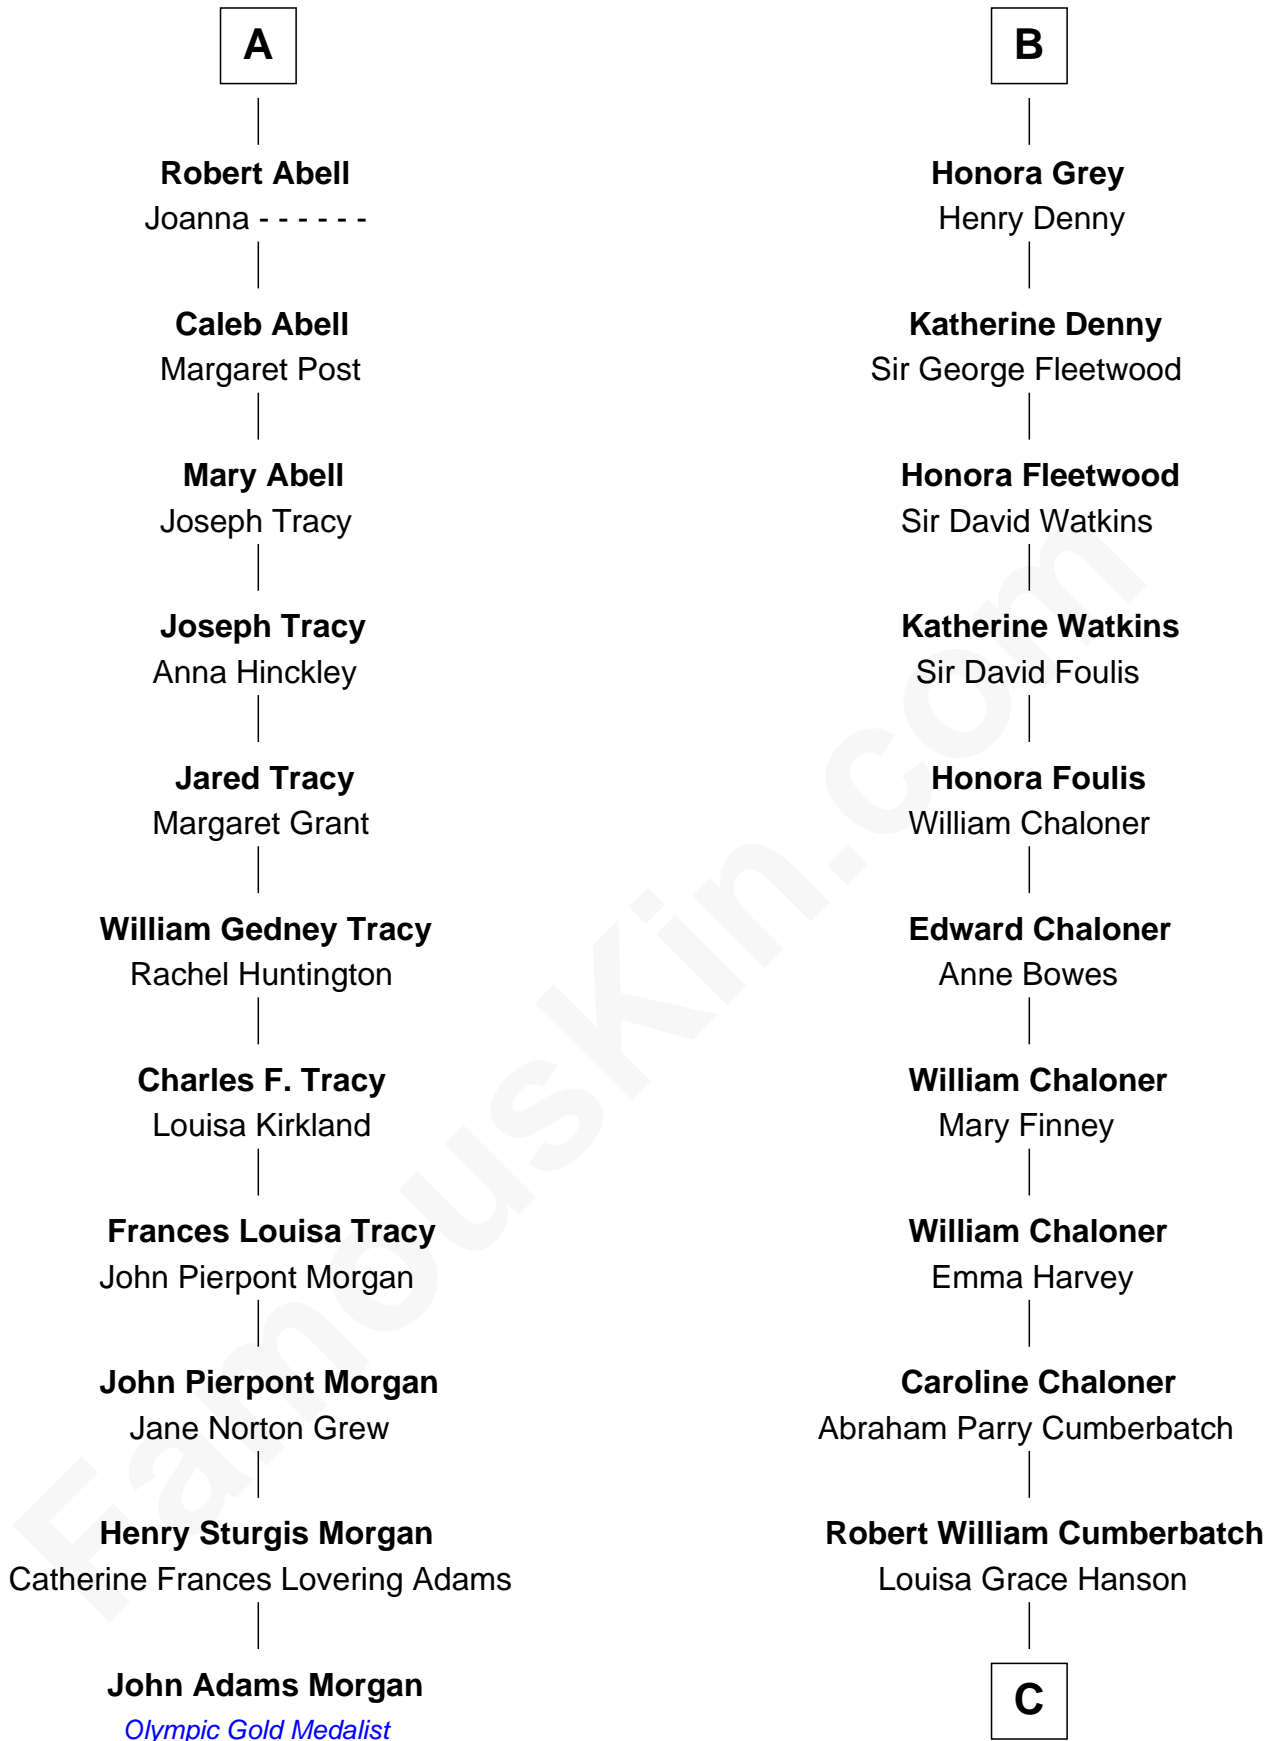 A
Robert Abell
Joanna - - - - - -
Caleb Abell
Margaret Post
Mary Abell
Joseph Tracy
Joseph Tracy
Anna Hinckley
Jared Tracy
Margaret Grant
William Gedney Tracy
Rachel Huntington
Charles F. Tracy
Louisa Kirkland
Frances Louisa Tracy
John Pierpont Morgan
John Pierpont Morgan
Jane Norton Grew
Henry Sturgis Morgan
Catherine Frances Lovering Adams
John Adams Morgan
Olympic Gold Medalist
B
Honora Grey
Henry Denny
Katherine Denny
Sir George Fleetwood
Honora Fleetwood
Sir David Watkins
Katherine Watkins
Sir David Foulis
Honora Foulis
William Chaloner
Edward Chaloner
Anne Bowes
William Chaloner
Mary Finney
William Chaloner
Emma Harvey
Caroline Chaloner
Abraham Parry Cumberbatch
Robert William Cumberbatch
Louisa Grace Hanson
C
FamousKin.com